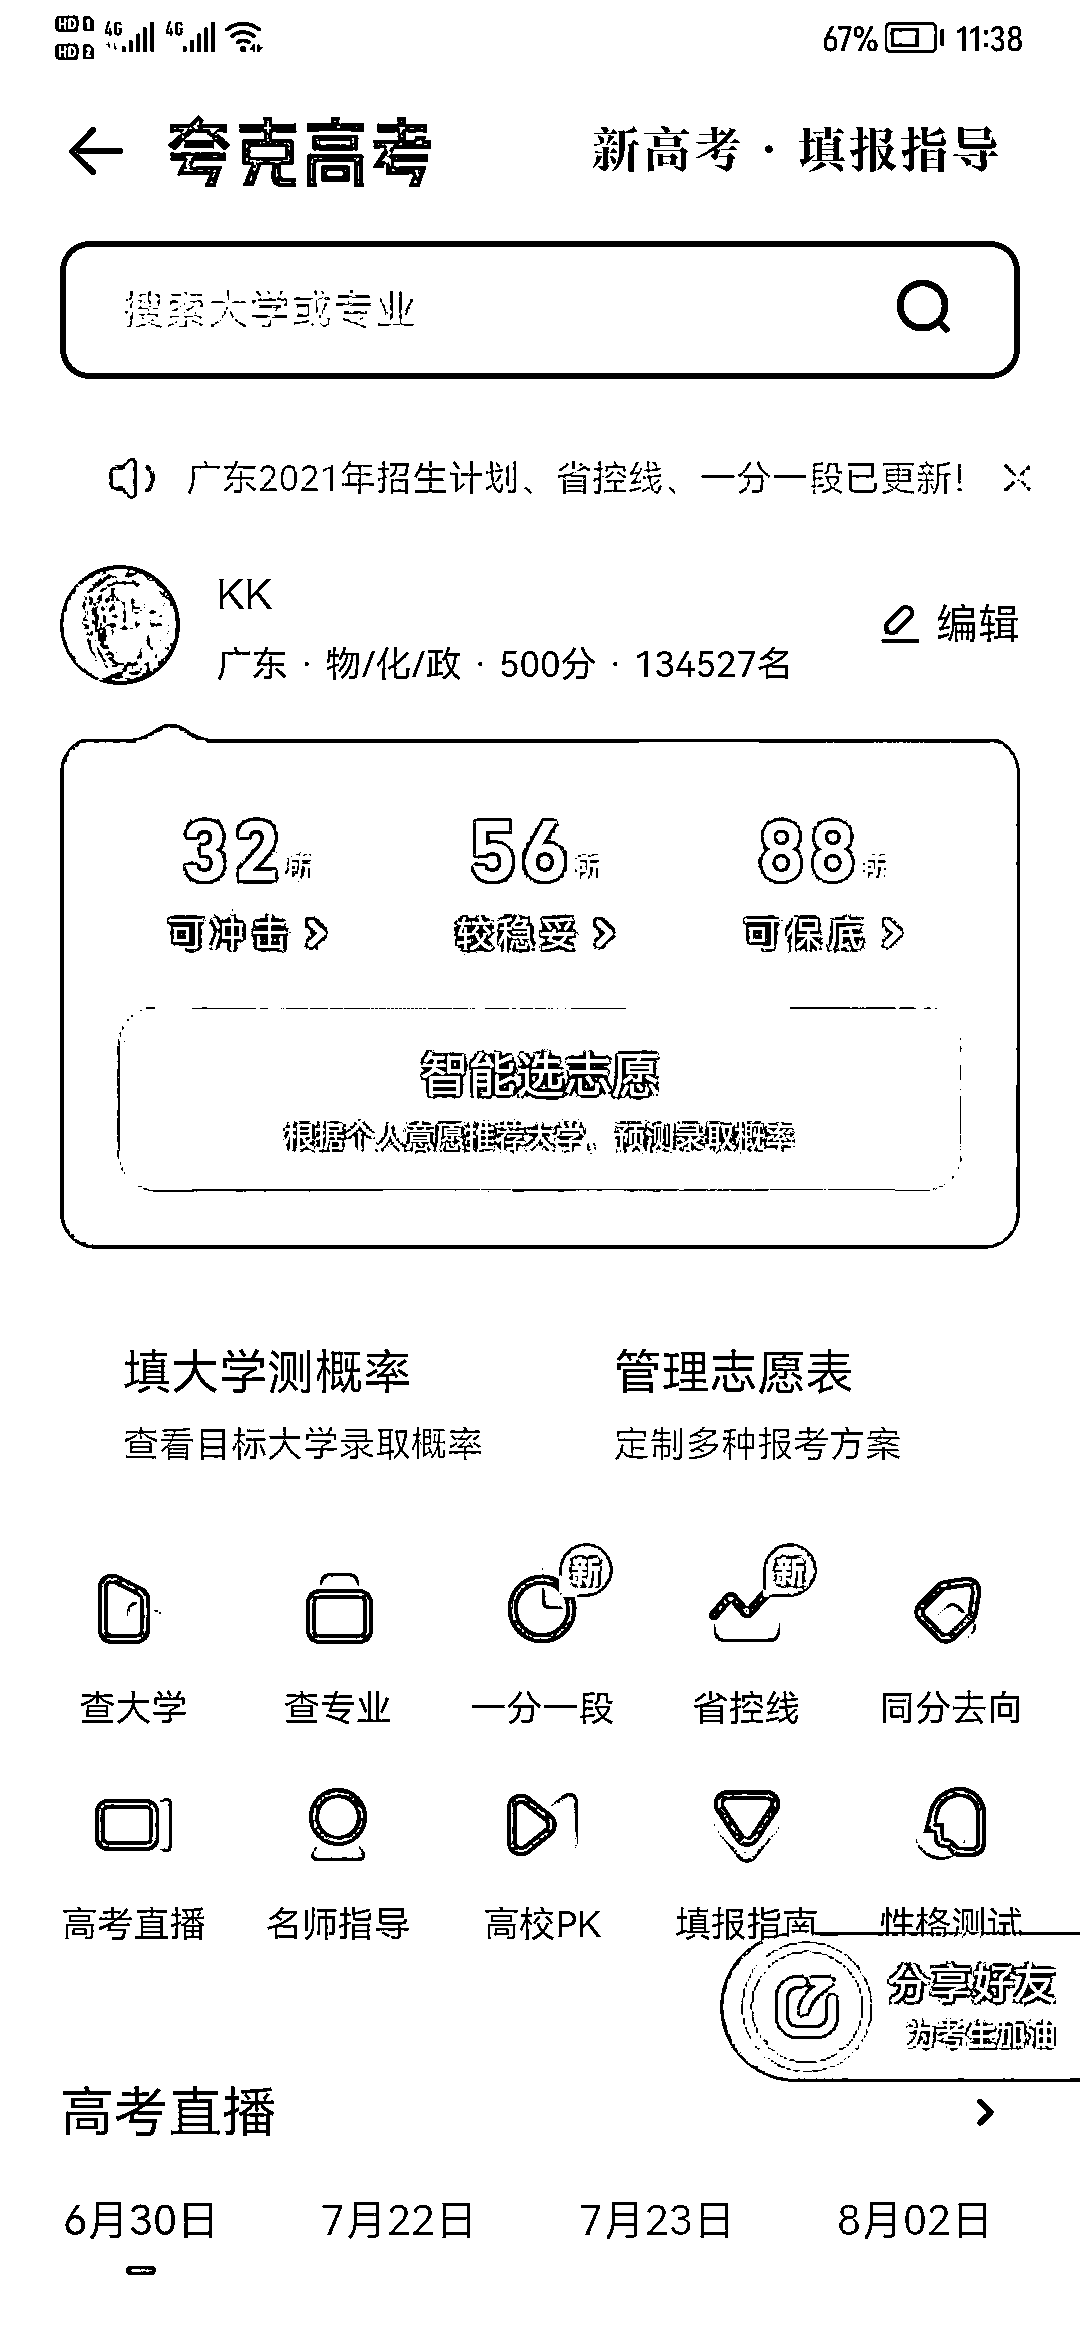 HD 1 4G 4G 67% 11:38
HD 2
夸克高考 新高考 · 填报指导
搜索大学或专业
广东2021年招生计划、省控线、一分一段已更新!
KK
广东 · 物/化/政 · 500分 · 134527名
编辑
32所 56所 88所
可冲击 较稳妥 可保底
智能选志愿
根据个人意愿推荐大学、预测录取概率
填大学测概率 管理志愿表
查看目标大学录取概率 定制多种报考方案
新 新
查大学 查专业 一分一段 省控线 同分去向
高考直播 名师指导 高校PK 填报指南 性格测试
分享好友
为考生加油
高考直播
6月30日 7月22日 7月23日 8月02日